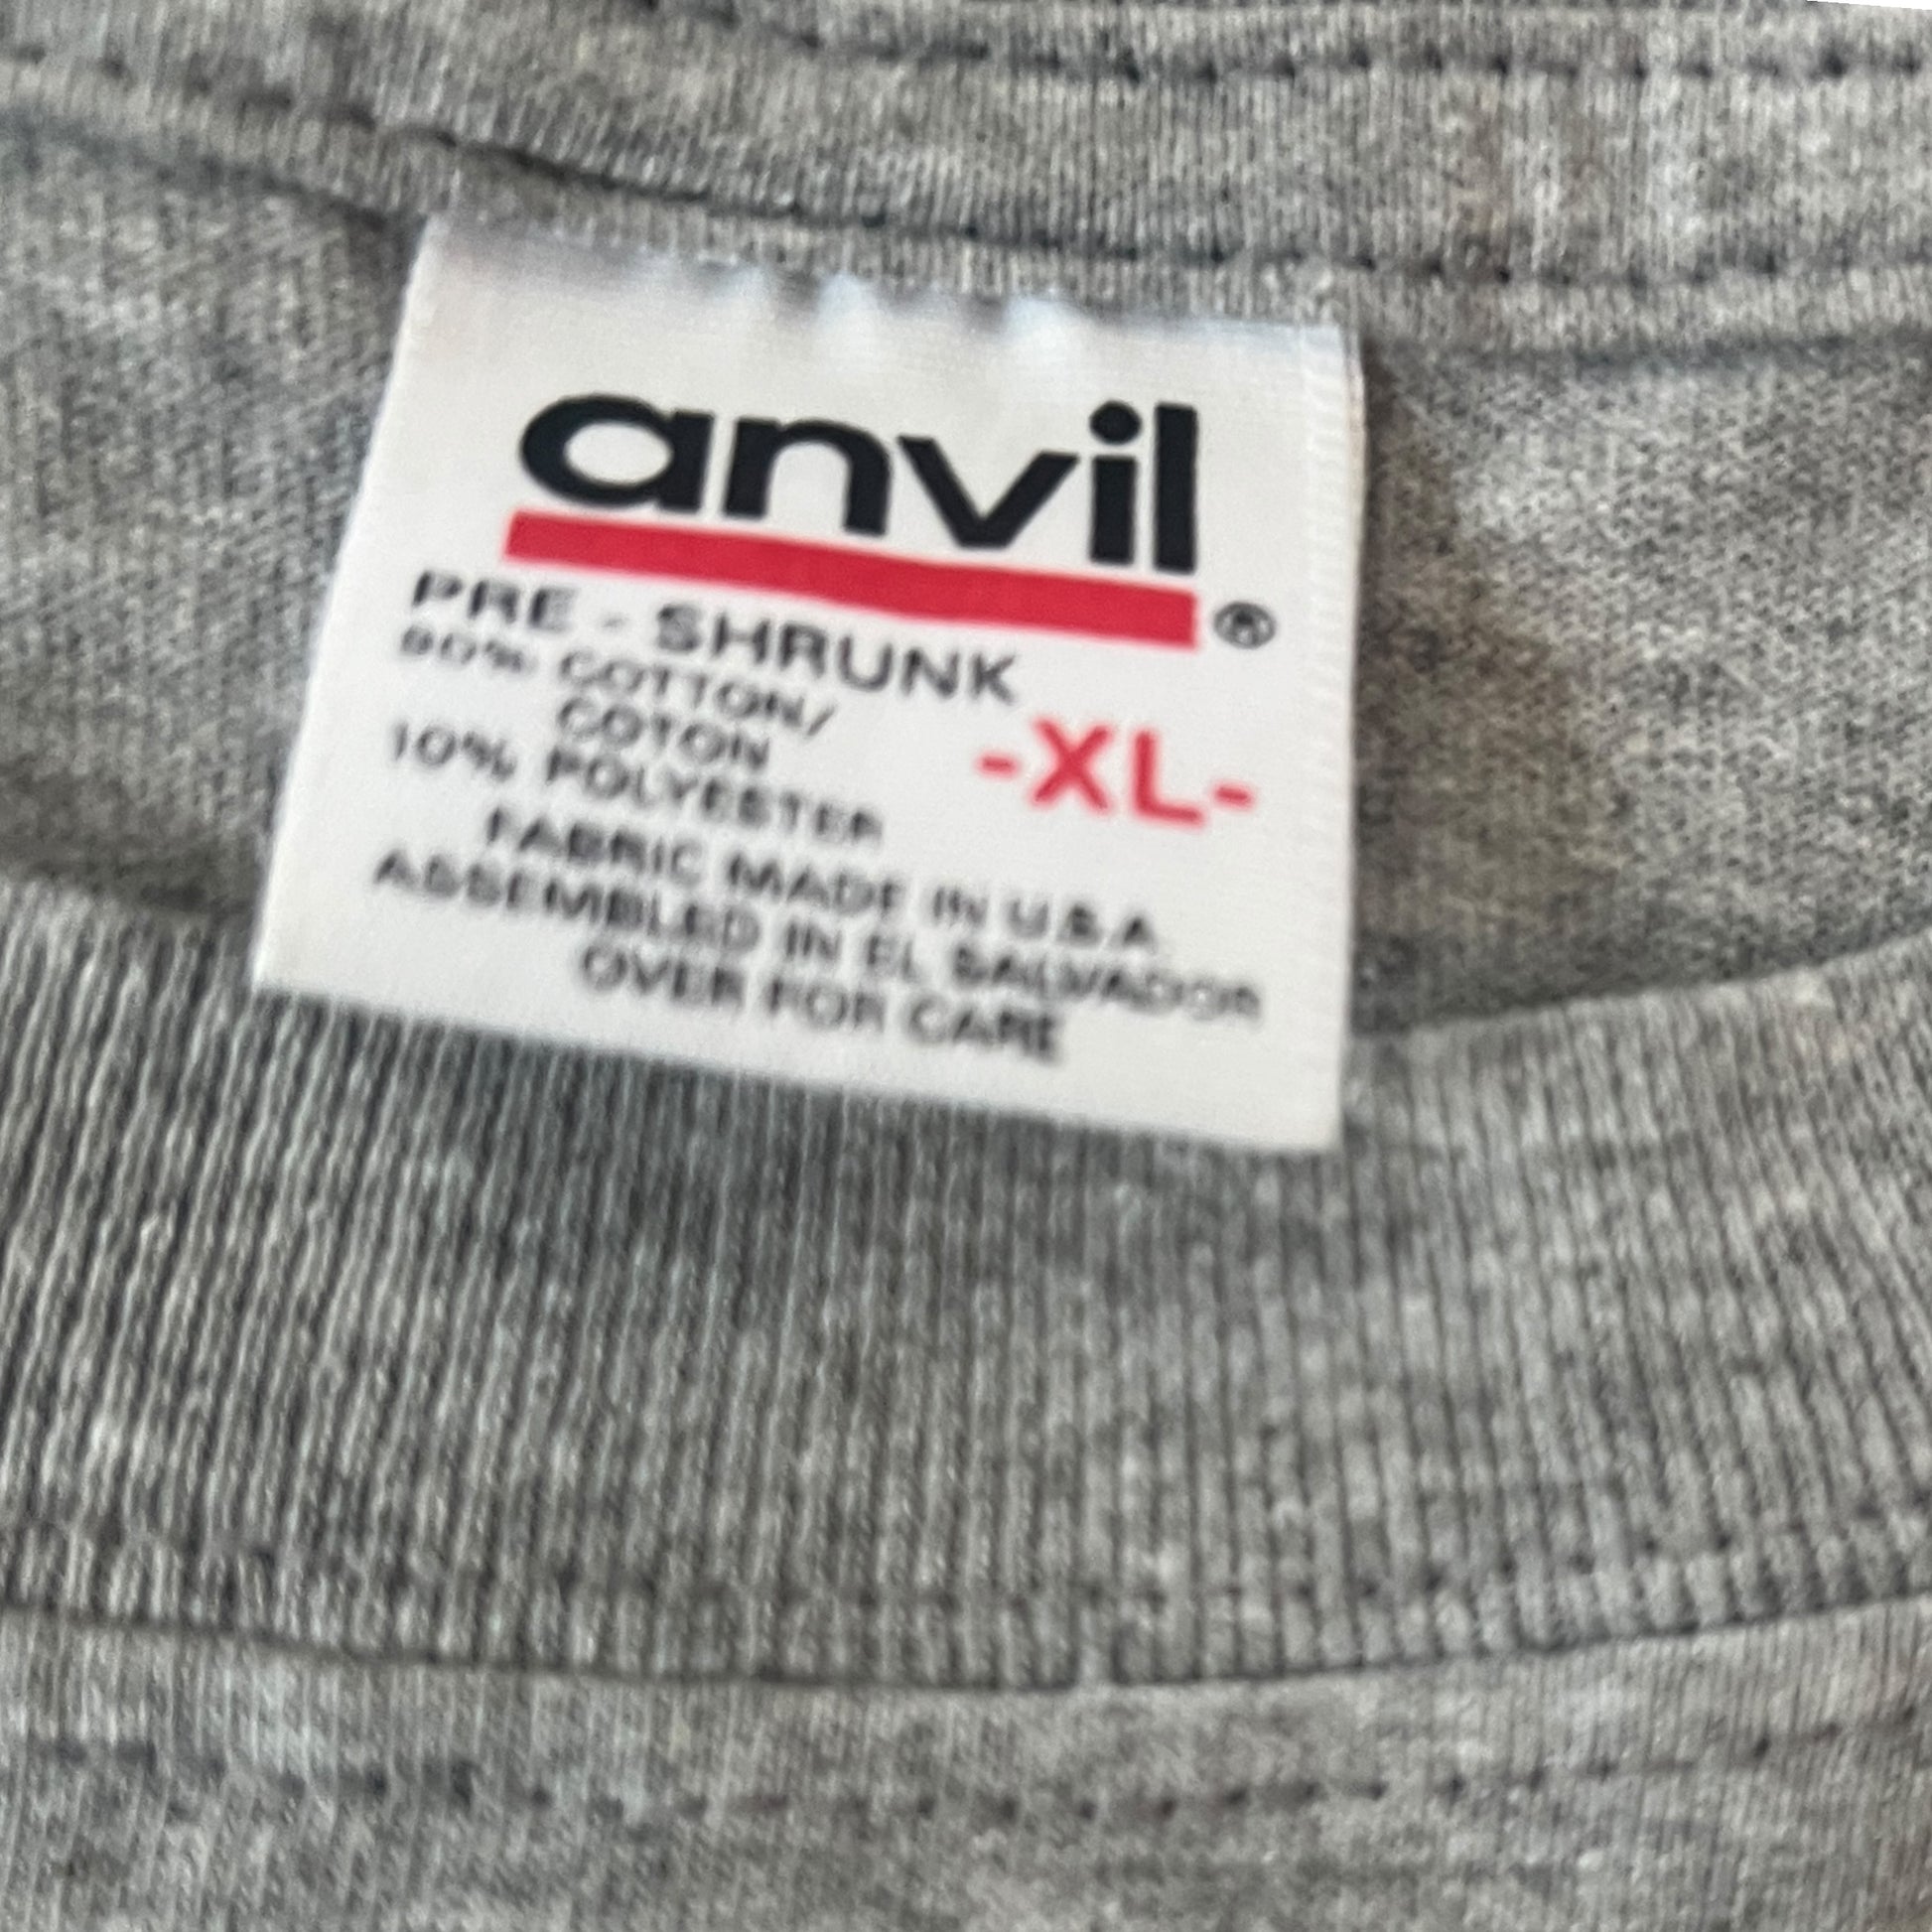 anvil
®
PRE - SHRUNK
90% COTTON/
COTON
10% POLYESTER
-XL-
FABRIC MADE IN U.S.A.
ASSEMBLED IN EL SALVADOR
OVER FOR CARE